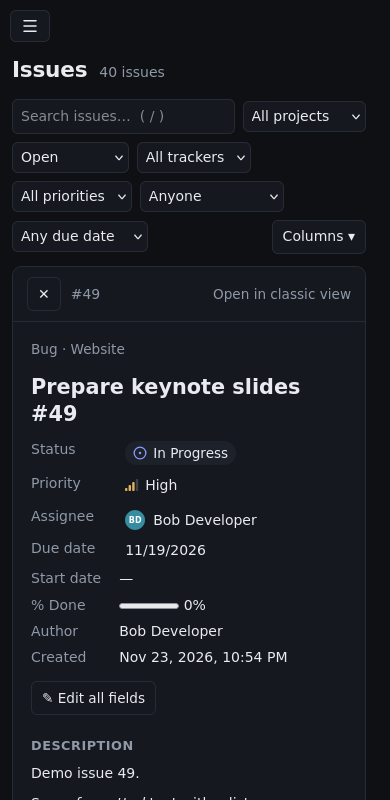 ☰
Issues 40 issues
Search issues... ( / ) All projects
Open All trackers
All priorities Anyone
Any due date Columns ▾
✕ #49 Open in classic view
Bug · Website
Prepare keynote slides
#49
Status In Progress
Priority High
Assignee BD Bob Developer
Due date 11/19/2026
Start date —
% Done 0%
Author Bob Developer
Created Nov 23, 2026, 10:54 PM
✎ Edit all fields
DESCRIPTION
Demo issue 49.